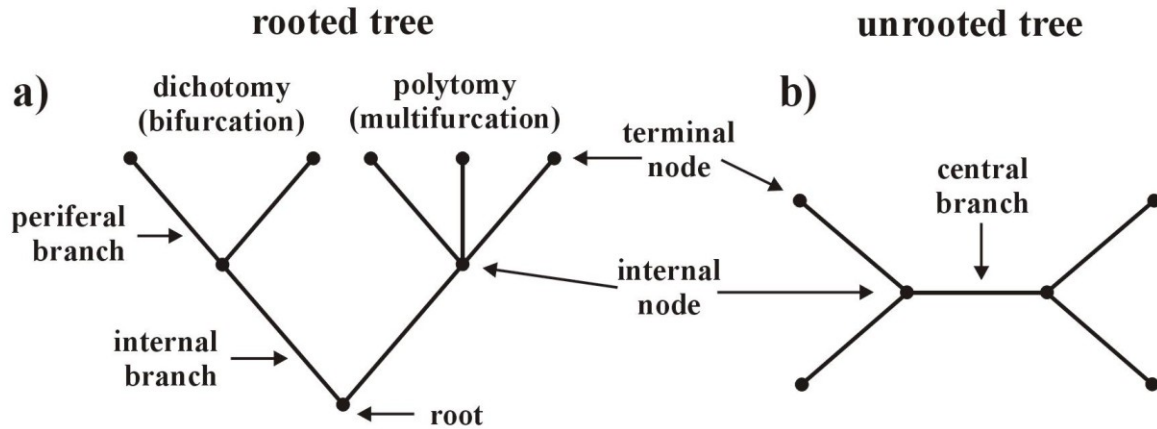 rooted tree
unrooted tree
a)
dichotomy
(bifurcation)
polytomy
(multifurcation)
b)
terminal
node
central
branch
periferal
branch
internal
node
internal
branch
root